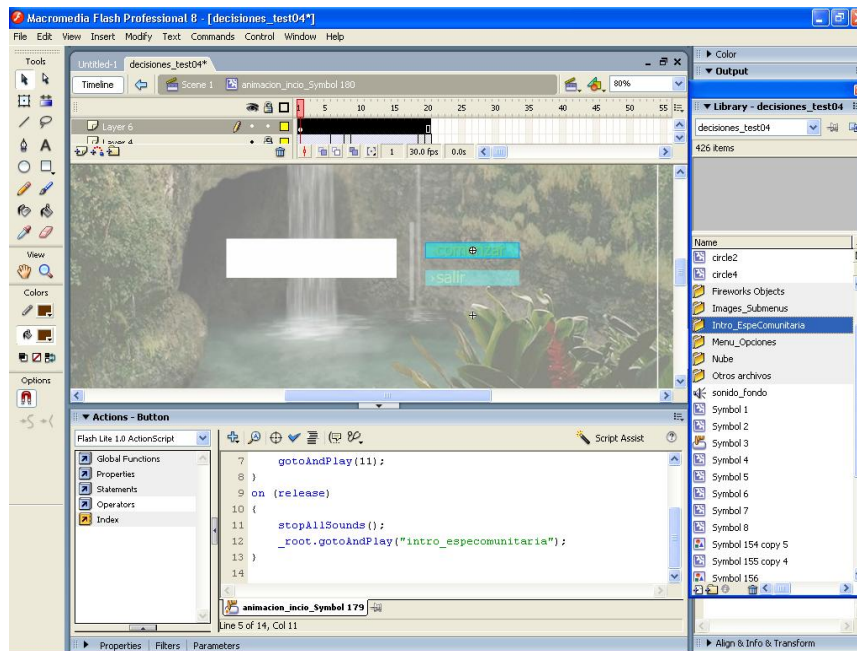 Macromedia Flash Professional 8 - [decisiones_test04*]
File Edit View Insert Modify Text Commands Control Window Help
Tools
Untitled-1 decisiones_test04*
Timeline Scene 1 animacion_incio_Symbol 180 80%
1 5 10 15 20 25 30 35 40 45 50 55
Layer 6
Layer 4
1 30.0 fps 0.0s
View
Colors
Options
salir
Color
Output
Library - decisiones_test04
decisiones_test04
426 items
Name
circle2
circle4
Fireworks Objects
Images_Submenus
Intro_EspeComunitaria
Menu_Opciones
Nube
Otros archivos
sonido_fondo
Symbol 1
Symbol 2
Symbol 3
Symbol 4
Symbol 5
Symbol 6
Symbol 7
Symbol 8
Symbol 154 copy 5
Symbol 155 copy 4
Symbol 156
Align & Info & Transform
Actions - Button
Flash Lite 1.0 ActionScript
Script Assist
Global Functions
Properties
Statements
Operators
Index
7 gotoAndPlay(11);
8 }
9 on (release)
10 {
11 stopAllSounds();
12 _root.gotoAndPlay("intro_especomunitaria");
13 }
14
animacion_incio_Symbol 179
Line 5 of 14, Col 11
Properties Filters Parameters